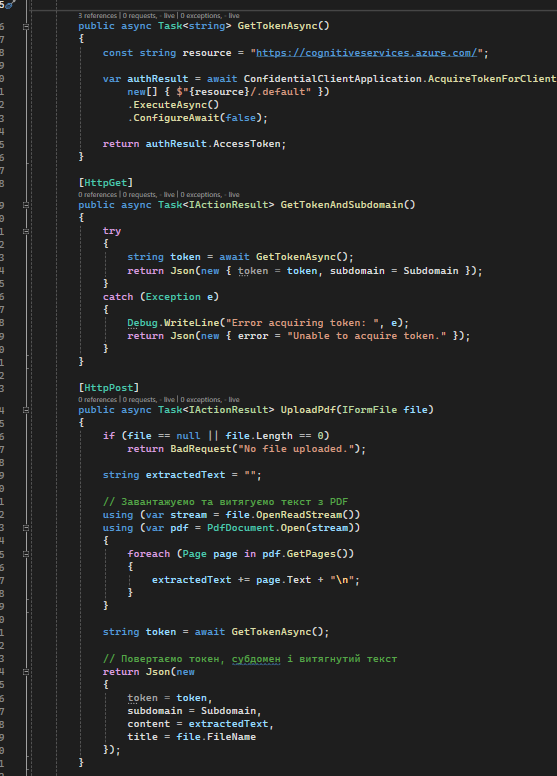 3 references | 0 requests, - live | 0 exceptions, - live
public async Task<string> GetTokenAsync()
{
const string resource = "https://cognitiveservices.azure.com/";
var authResult = await ConfidentialClientApplication.AcquireTokenForClient
new[] { $"{resource}/.default" })
.ExecuteAsync()
.ConfigureAwait(false);
return authResult.AccessToken;
}
[HttpGet]
0 references | 0 requests, - live | 0 exceptions, - live
public async Task<IActionResult> GetTokenAndSubdomain()
{
try
{
string token = await GetTokenAsync();
return Json(new { token = token, subdomain = Subdomain });
}
catch (Exception e)
{
Debug.WriteLine("Error acquiring token: ", e);
return Json(new { error = "Unable to acquire token." });
}
}
[HttpPost]
0 references | 0 requests, - live | 0 exceptions, - live
public async Task<IActionResult> UploadPdf(IFormFile file)
{
if (file == null || file.Length == 0)
return BadRequest("No file uploaded.");
string extractedText = "";
// Завантажуємо та витягуємо текст з PDF
using (var stream = file.OpenReadStream())
using (var pdf = PdfDocument.Open(stream))
{
foreach (Page page in pdf.GetPages())
{
extractedText += page.Text + "\n";
}
}
string token = await GetTokenAsync();
// Повертаємо токен, субдомен і витягнутий текст
return Json(new
{
token = token,
subdomain = Subdomain,
content = extractedText,
title = file.FileName
});
}